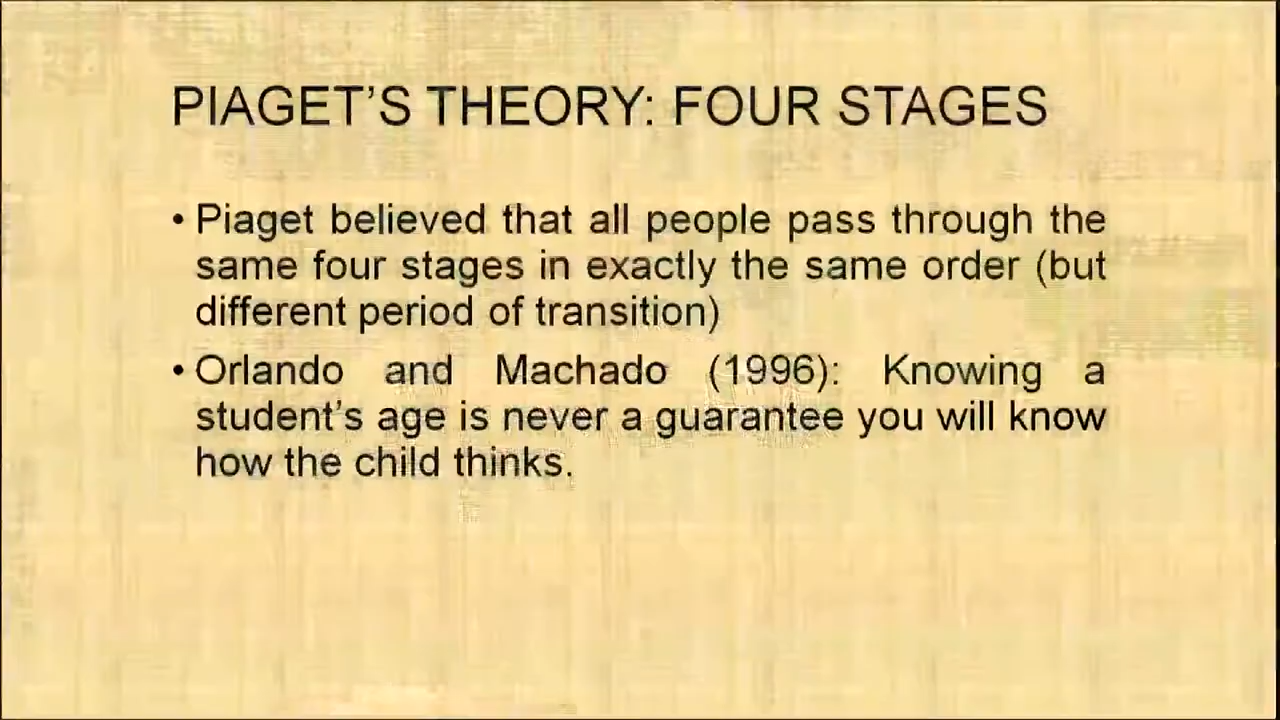 PIAGET’S THEORY: FOUR STAGES
• Piaget believed that all people pass through the
same four stages in exactly the same order (but
different period of transition)
• Orlando and Machado (1996): Knowing a
student’s age is never a guarantee you will know
how the child thinks.